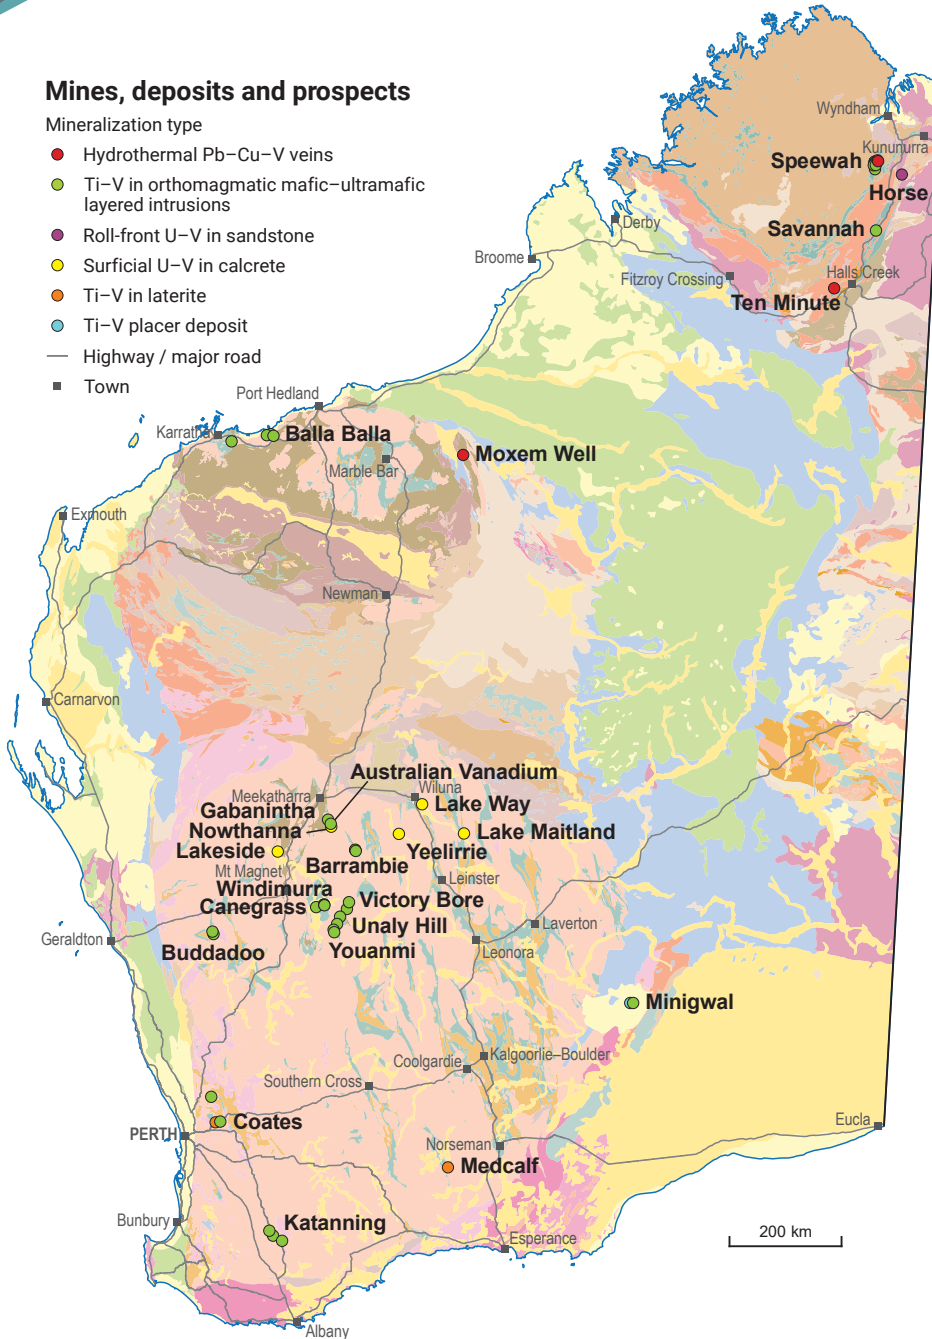 Mines, deposits and prospects
Mineralization type
Hydrothermal Pb–Cu–V veins
Ti–V in orthomagmatic mafic–ultramafic
layered intrusions
Roll-front U–V in sandstone
Surficial U–V in calcrete
Ti–V in laterite
Ti–V placer deposit
Highway / major road
Town
Wyndham
Kununurra
Speewah
Horse
Derby
Savannah
Broome
Halls Creek
Fitzroy Crossing
Ten Minute
Port Hedland
Karratha
Balla Balla
Moxem Well
Marble Bar
Exmouth
Newman
Carnarvon
Australian Vanadium
Wiluna
Meekatharra
Lake Way
Gabanintha
Nowthanna
Lake Maitland
Lakeside
Yeelirrie
Barrambie
Mt Magnet
Leinster
Windimurra
Victory Bore
Canegrass
Unaly Hill
Laverton
Geraldton
Buddadoo
Youanmi
Leonora
Minigwal
Kalgoorlie–Boulder
Coolgardie
Southern Cross
Coates
Eucla
PERTH
Norseman
Medcalf
Bunbury
Katanning
200 km
Esperance
Albany